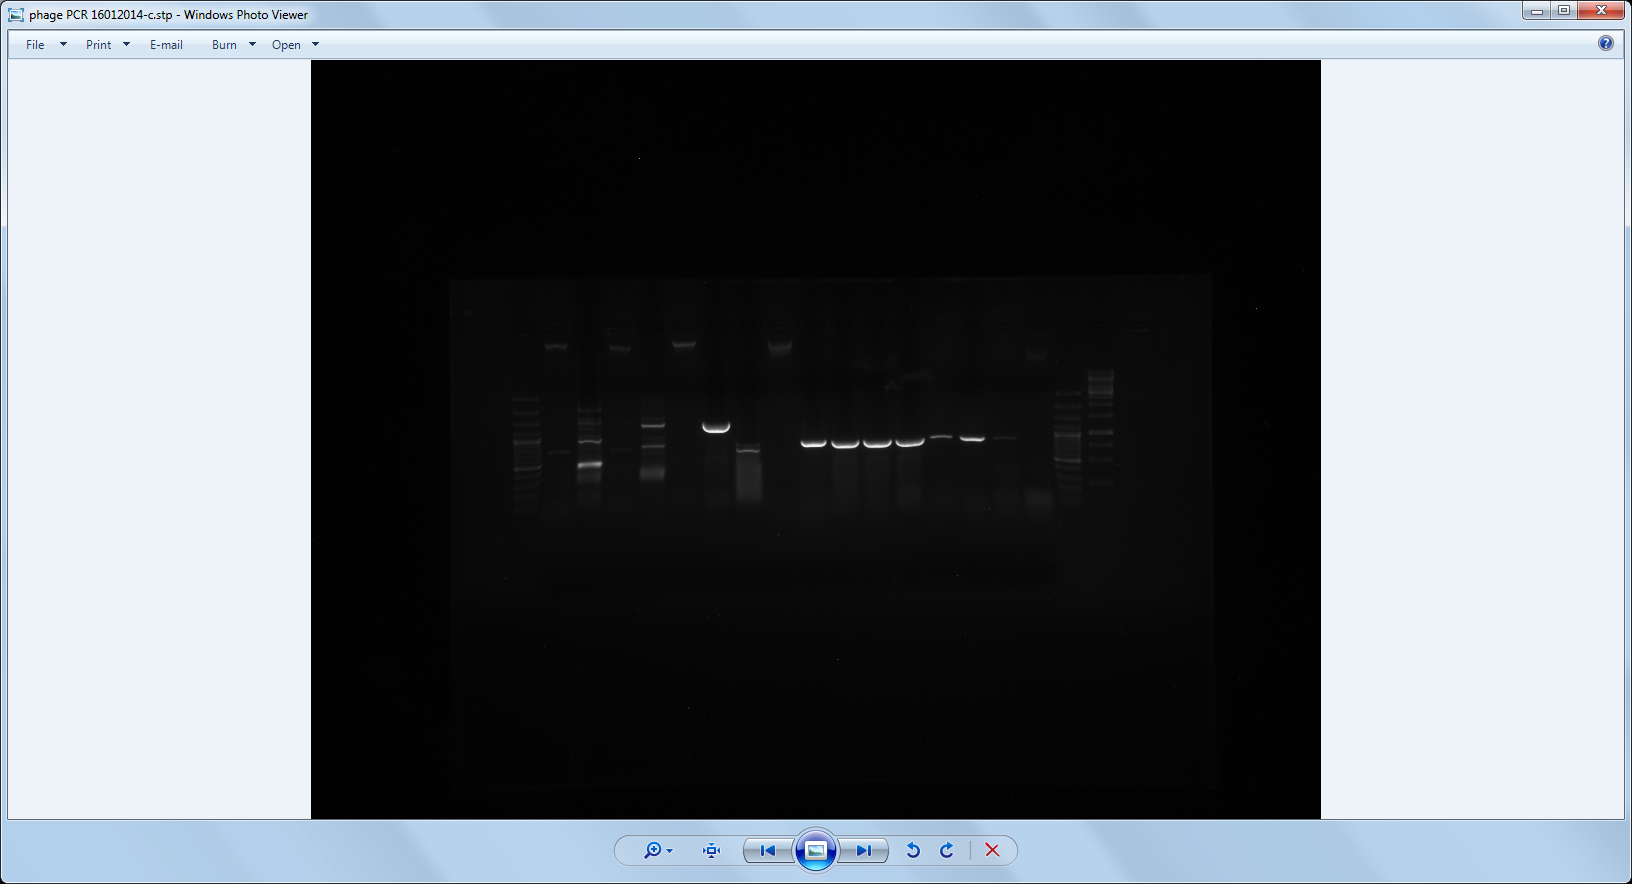 phage PCR 16012014-c.stp - Windows Photo Viewer
File Print E-mail Burn Open
?